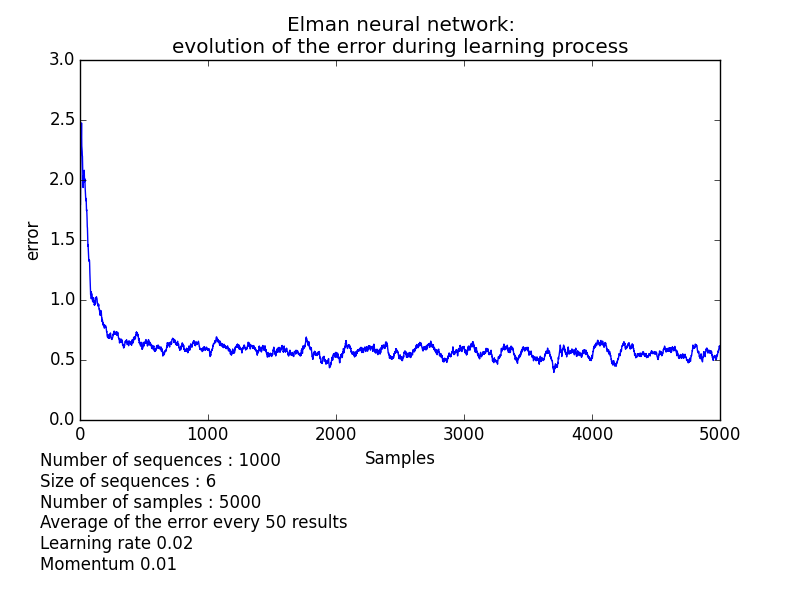 Elman neural network:
evolution of the error during learning process
3.0
2.5
2.0
1.5
1.0
0.5
0.0
error
0 1000 2000 3000 4000 5000
Samples
Number of sequences : 1000
Size of sequences : 6
Number of samples : 5000
Average of the error every 50 results
Learning rate 0.02
Momentum 0.01